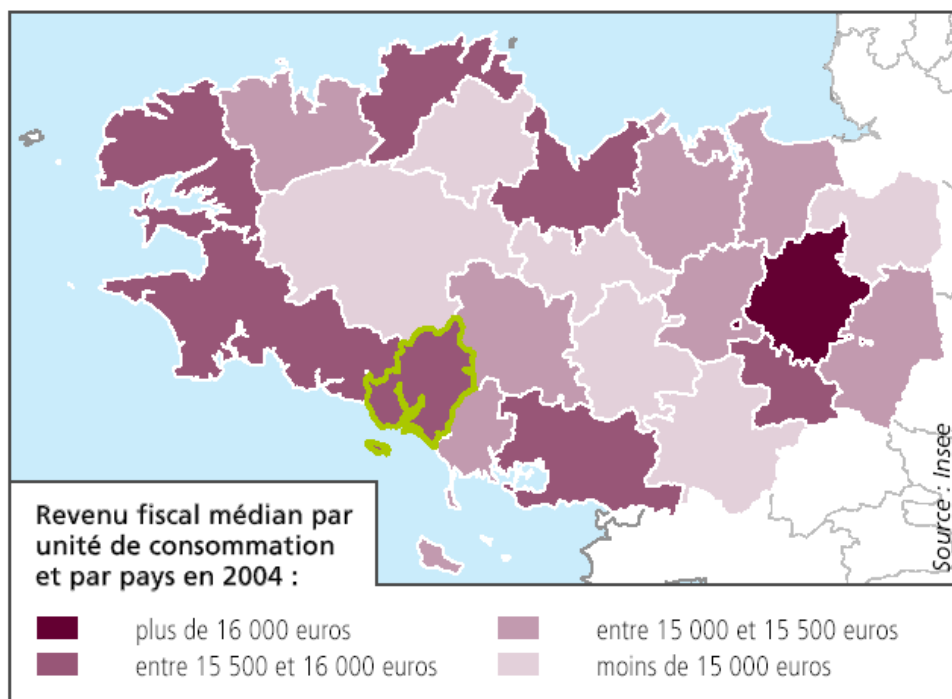 Source : Insee
Revenu fiscal médian par
unité de consommation
et par pays en 2004 :
plus de 16 000 euros
entre 15 500 et 16 000 euros
entre 15 000 et 15 500 euros
moins de 15 000 euros